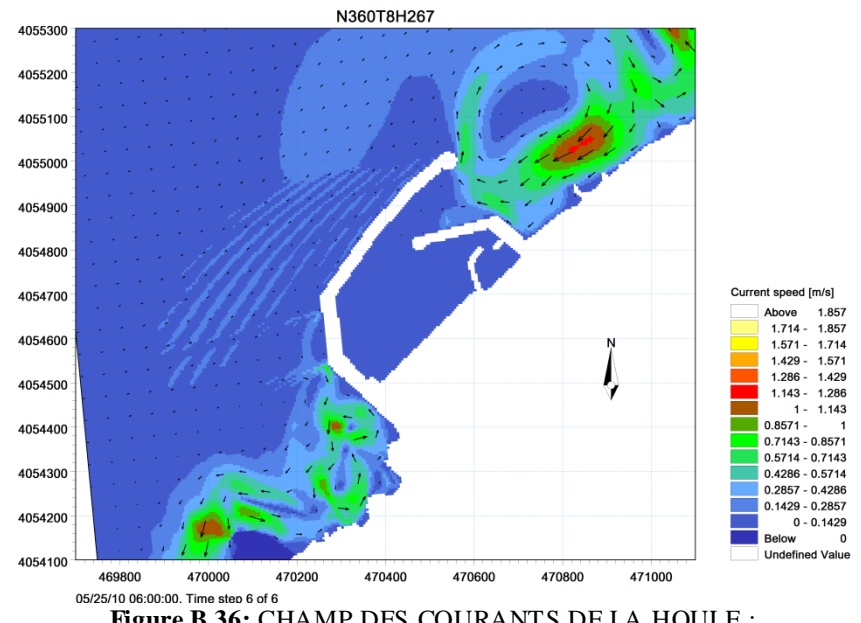 N360T8H267
4055300
4055200
4055100
4055000
4054900
4054800
4054700
4054600
4054500
4054400
4054300
4054200
4054100
469800 470000 470200 470400 470600 470800 471000
N
Current speed [m/s]
Above 1.857
1.714 - 1.857
1.571 - 1.714
1.429 - 1.571
1.286 - 1.429
1.143 - 1.286
1 - 1.143
0.8571 - 1
0.7143 - 0.8571
0.5714 - 0.7143
0.4286 - 0.5714
0.2857 - 0.4286
0.1429 - 0.2857
0 - 0.1429
Below 0
Undefined Value
05/25/10 06:00:00. Time step 6 of 6
Figure B.36: CHAMP DES COURANTS DE LA HOULE :